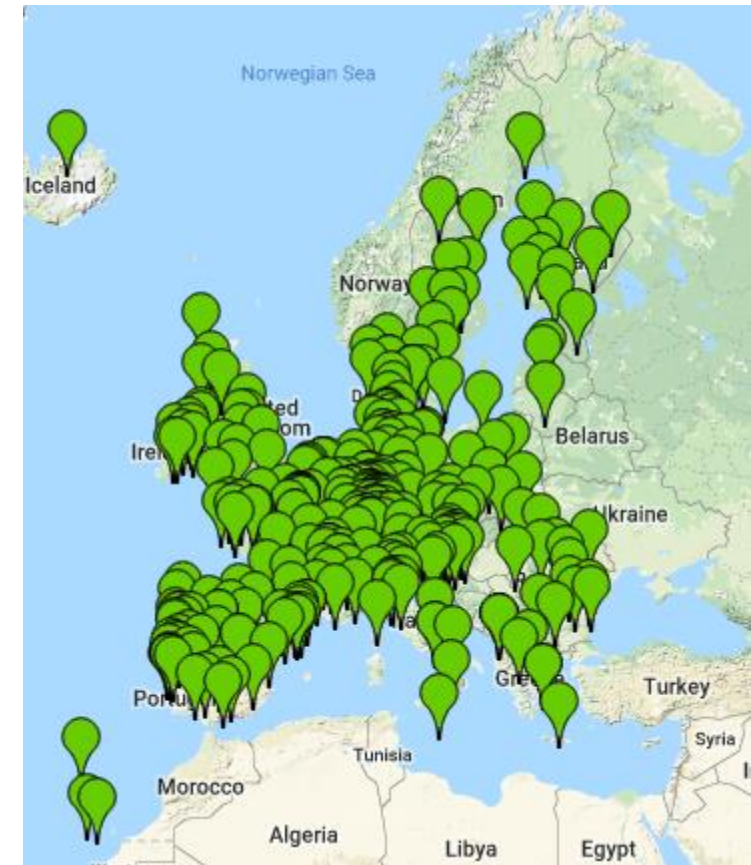 Norwegian Sea
Iceland
Norway
Belarus
Ukraine
Turkey
Syria
Tunisia
Morocco
Algeria
Libya
Egypt